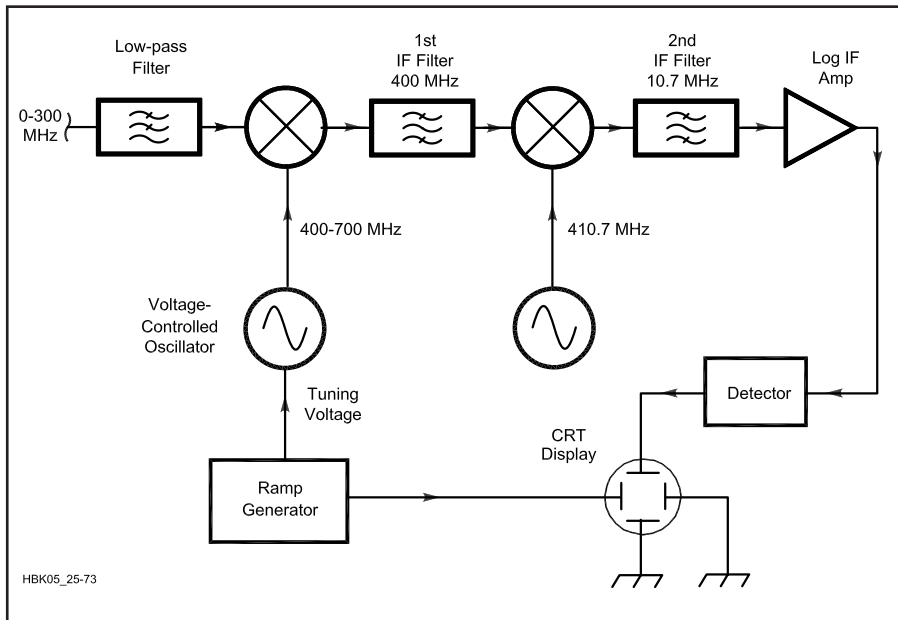 Low-pass
Filter
1st
IF Filter
400 MHz
2nd
IF Filter
10.7 MHz
Log IF
Amp
0-300
MHz
400-700 MHz
410.7 MHz
Voltage-
Controlled
Oscillator
Tuning
Voltage
Detector
CRT
Display
Ramp
Generator
HBK05_25-73